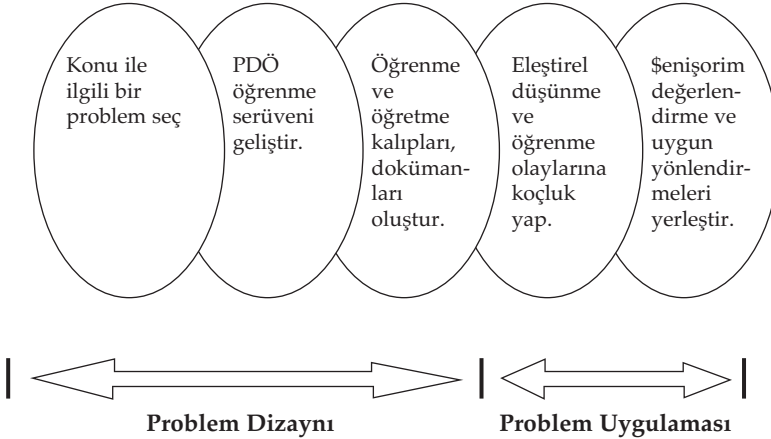 Konu ile
ilgili bir
problem seç
PDÖ
öğrenme
serüveni
geliştir.
Öğrenme
ve
öğretme
kalıpları,
doküman-
ları
oluştur.
Eleştirel
düşünme
ve
öğrenme
olaylarına
koçluk
yap.
$enişorim
değerlen-
dirme ve
uygun
yönlendir-
meleri
yerleştir.
Problem Dizaynı
Problem Uygulaması